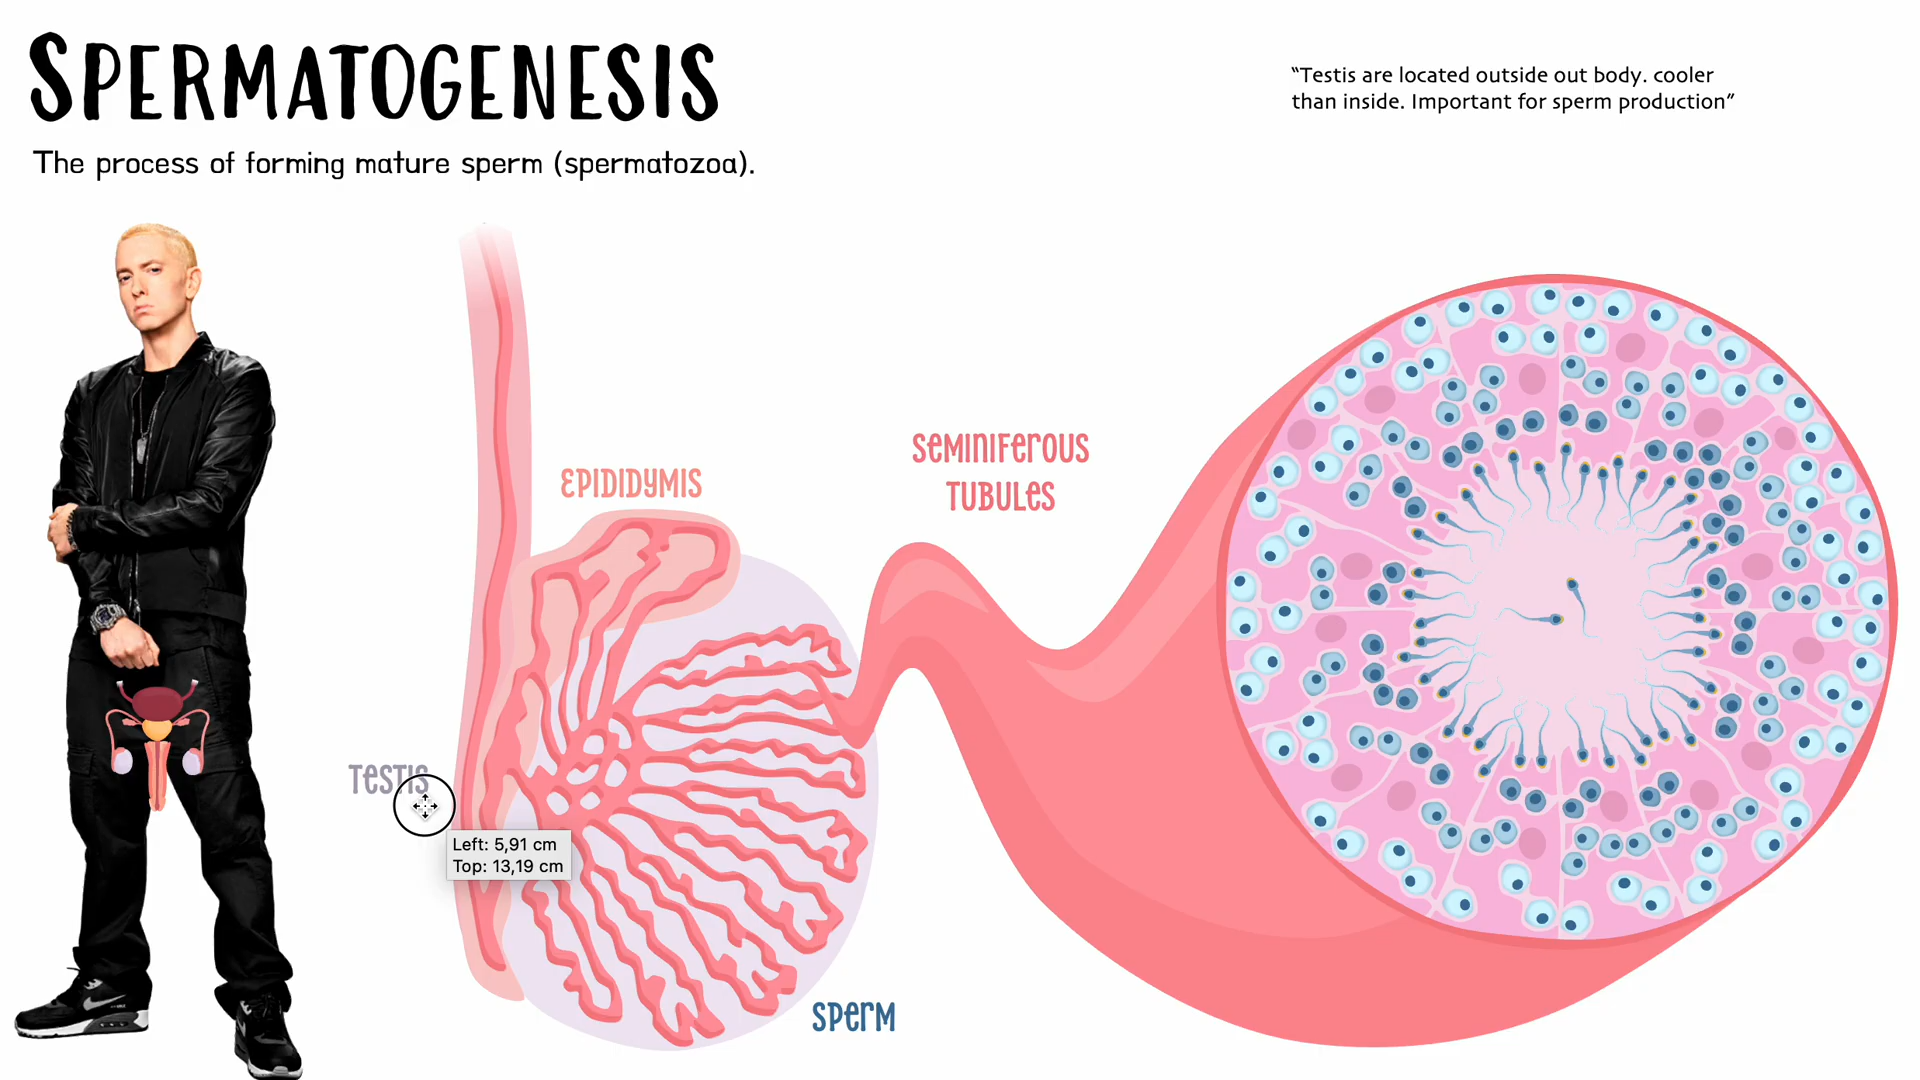 SPERMATOGENESIS
The process of forming mature sperm (spermatozoa).
“Testis are located outside out body. cooler
than inside. Important for sperm production”
EPIDIDYMIS
SEMINIFEROUS
TUBULES
TESTIS
Left: 5,91 cm
Top: 13,19 cm
SPERM